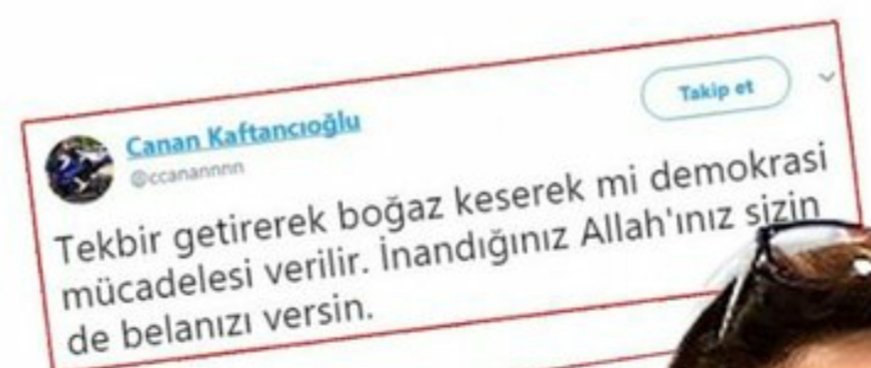 Canan Kaftancıoğlu
@ccanannnn
Takip et
Tekbir getirerek boğaz keserek mi demokrasi
mücadelesi verilir. İnandığınız Allah'ınız sizin
de belanızı versin.